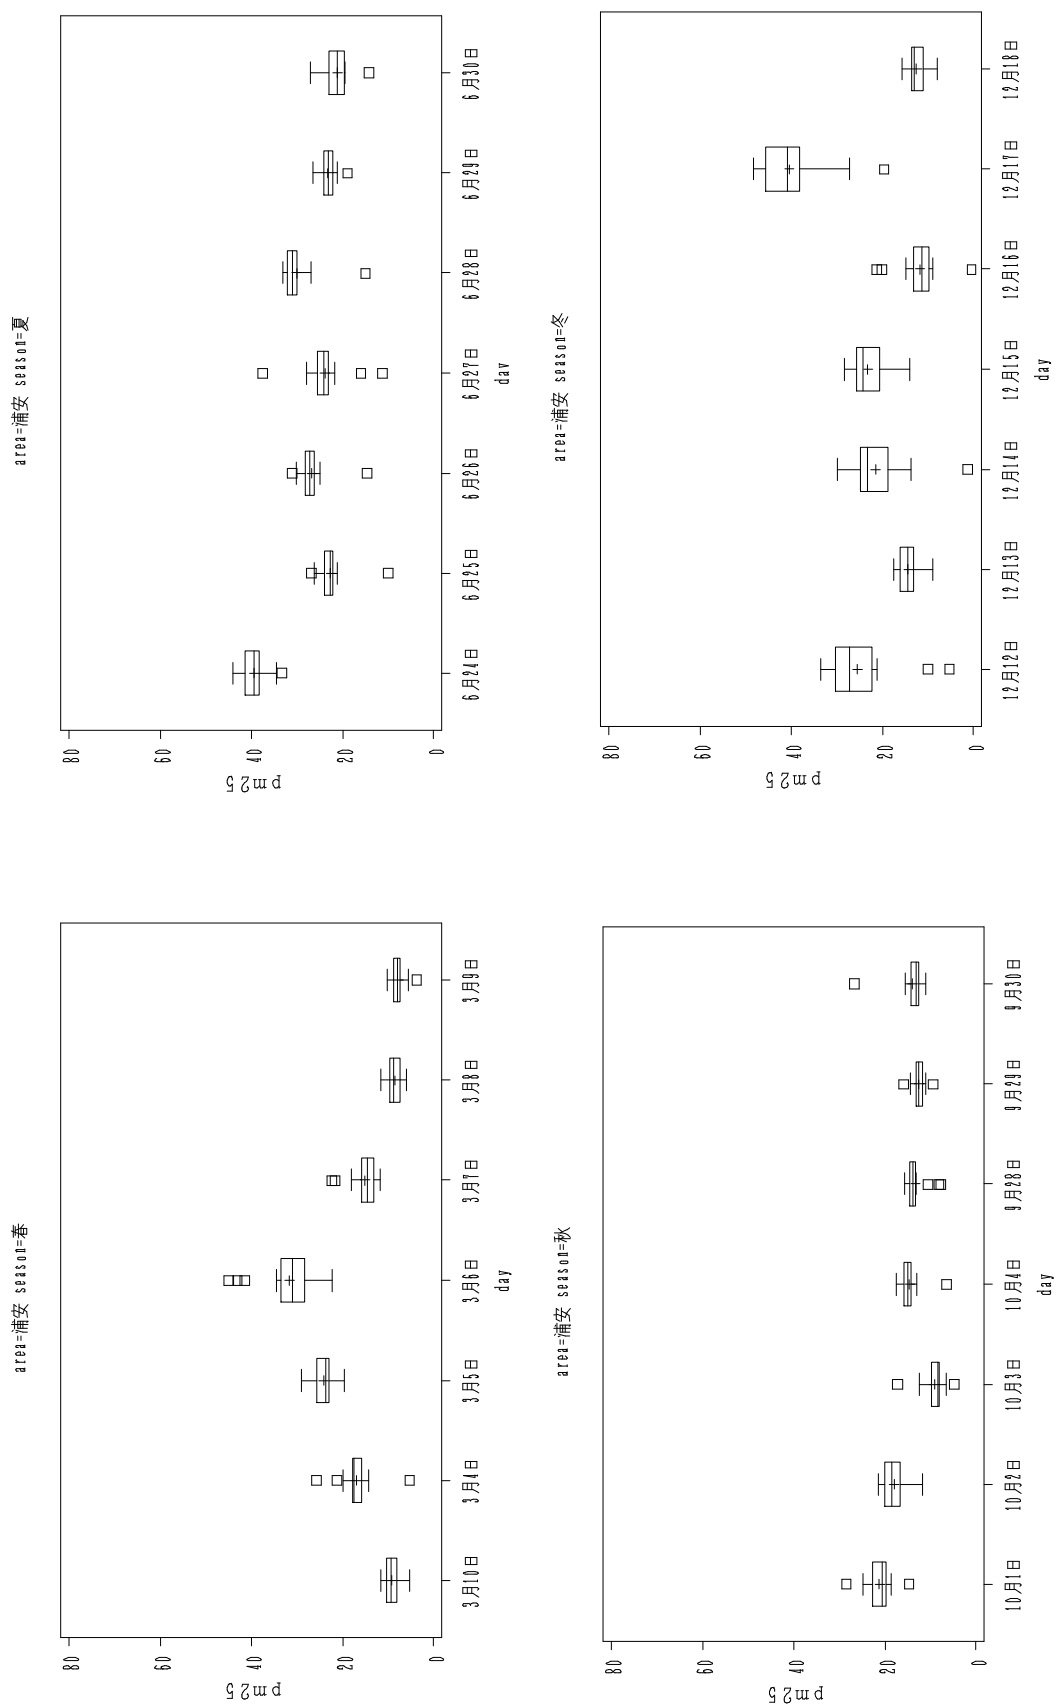 area=浦安 season=春
80
60
40
20
0
pm25
3月10日 3月4日 3月5日 3月6日 3月7日 3月8日 3月9日
day
area=浦安 season=夏
80
60
40
20
0
pm25
6月24日 6月25日 6月26日 6月27日 6月28日 6月29日 6月30日
day
area=浦安 season=秋
80
60
40
20
0
pm25
10月1日 10月2日 10月3日 10月4日 9月28日 9月29日 9月30日
day
area=浦安 season=冬
80
60
40
20
0
pm25
12月12日 12月13日 12月14日 12月15日 12月16日 12月17日 12月18日
day